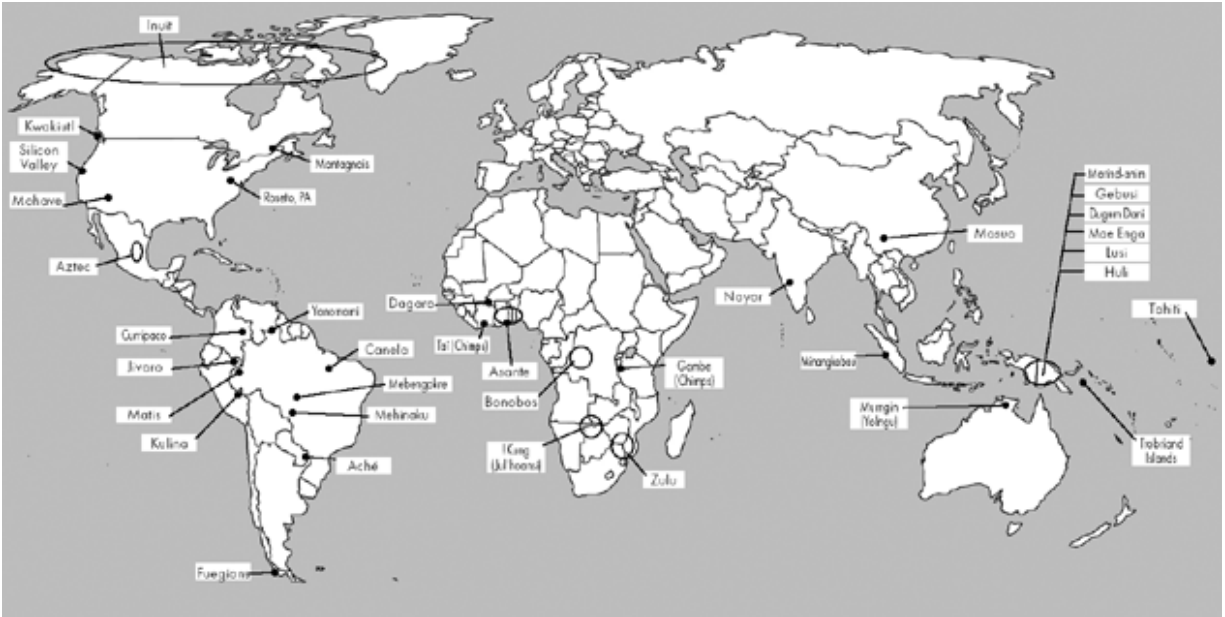 Inuit
Kwakiutl
Silicon
Valley
Mohave
Montagnais
Roseto, PA
Aztec
Curripaco
Yanomami
Jivaro
Canela
Matis
Mebengokre
Kulina
Mehinaku
Aché
Fuegians
Dagara
Taï (Chimps)
Asante
Bonobos
Gombe
(Chimps)
!Kung
(Jul'hoansi)
Zulu
Nayar
Mosuo
Minangkabau
Marind-anim
Gebusi
Dugum Dani
Mae Enga
Lusi
Huli
Tahiti
Murngin
(Yolngu)
Trobriand
Islands